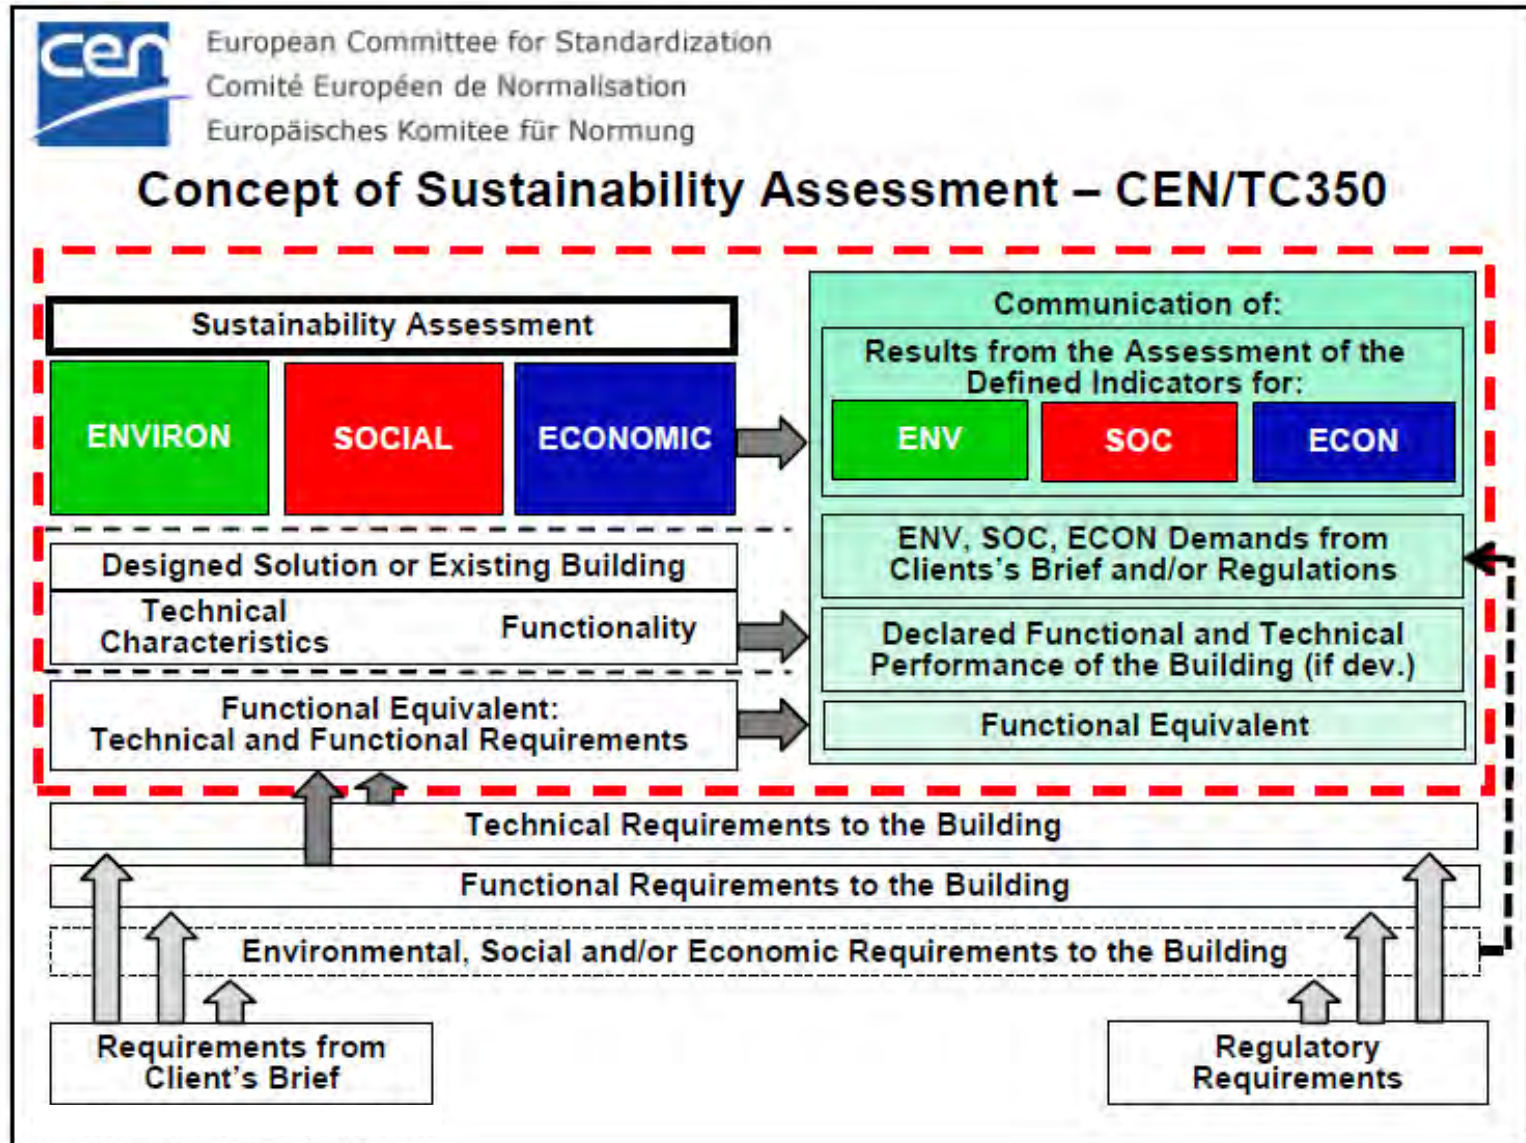 cen
European Committee for Standardization
Comité Européen de Normalisation
Europäisches Komitee für Normung
Concept of Sustainability Assessment – CEN/TC350
Sustainability Assessment
ENVIRON
SOCIAL
ECONOMIC
Designed Solution or Existing Building
Technical
Characteristics
Functionality
Functional Equivalent:
Technical and Functional Requirements
Communication of:
Results from the Assessment of the
Defined Indicators for:
ENV
SOC
ECON
ENV, SOC, ECON Demands from
Clients's Brief and/or Regulations
Declared Functional and Technical
Performance of the Building (if dev.)
Functional Equivalent
Technical Requirements to the Building
Functional Requirements to the Building
Environmental, Social and/or Economic Requirements to the Building
Requirements from
Client's Brief
Regulatory
Requirements